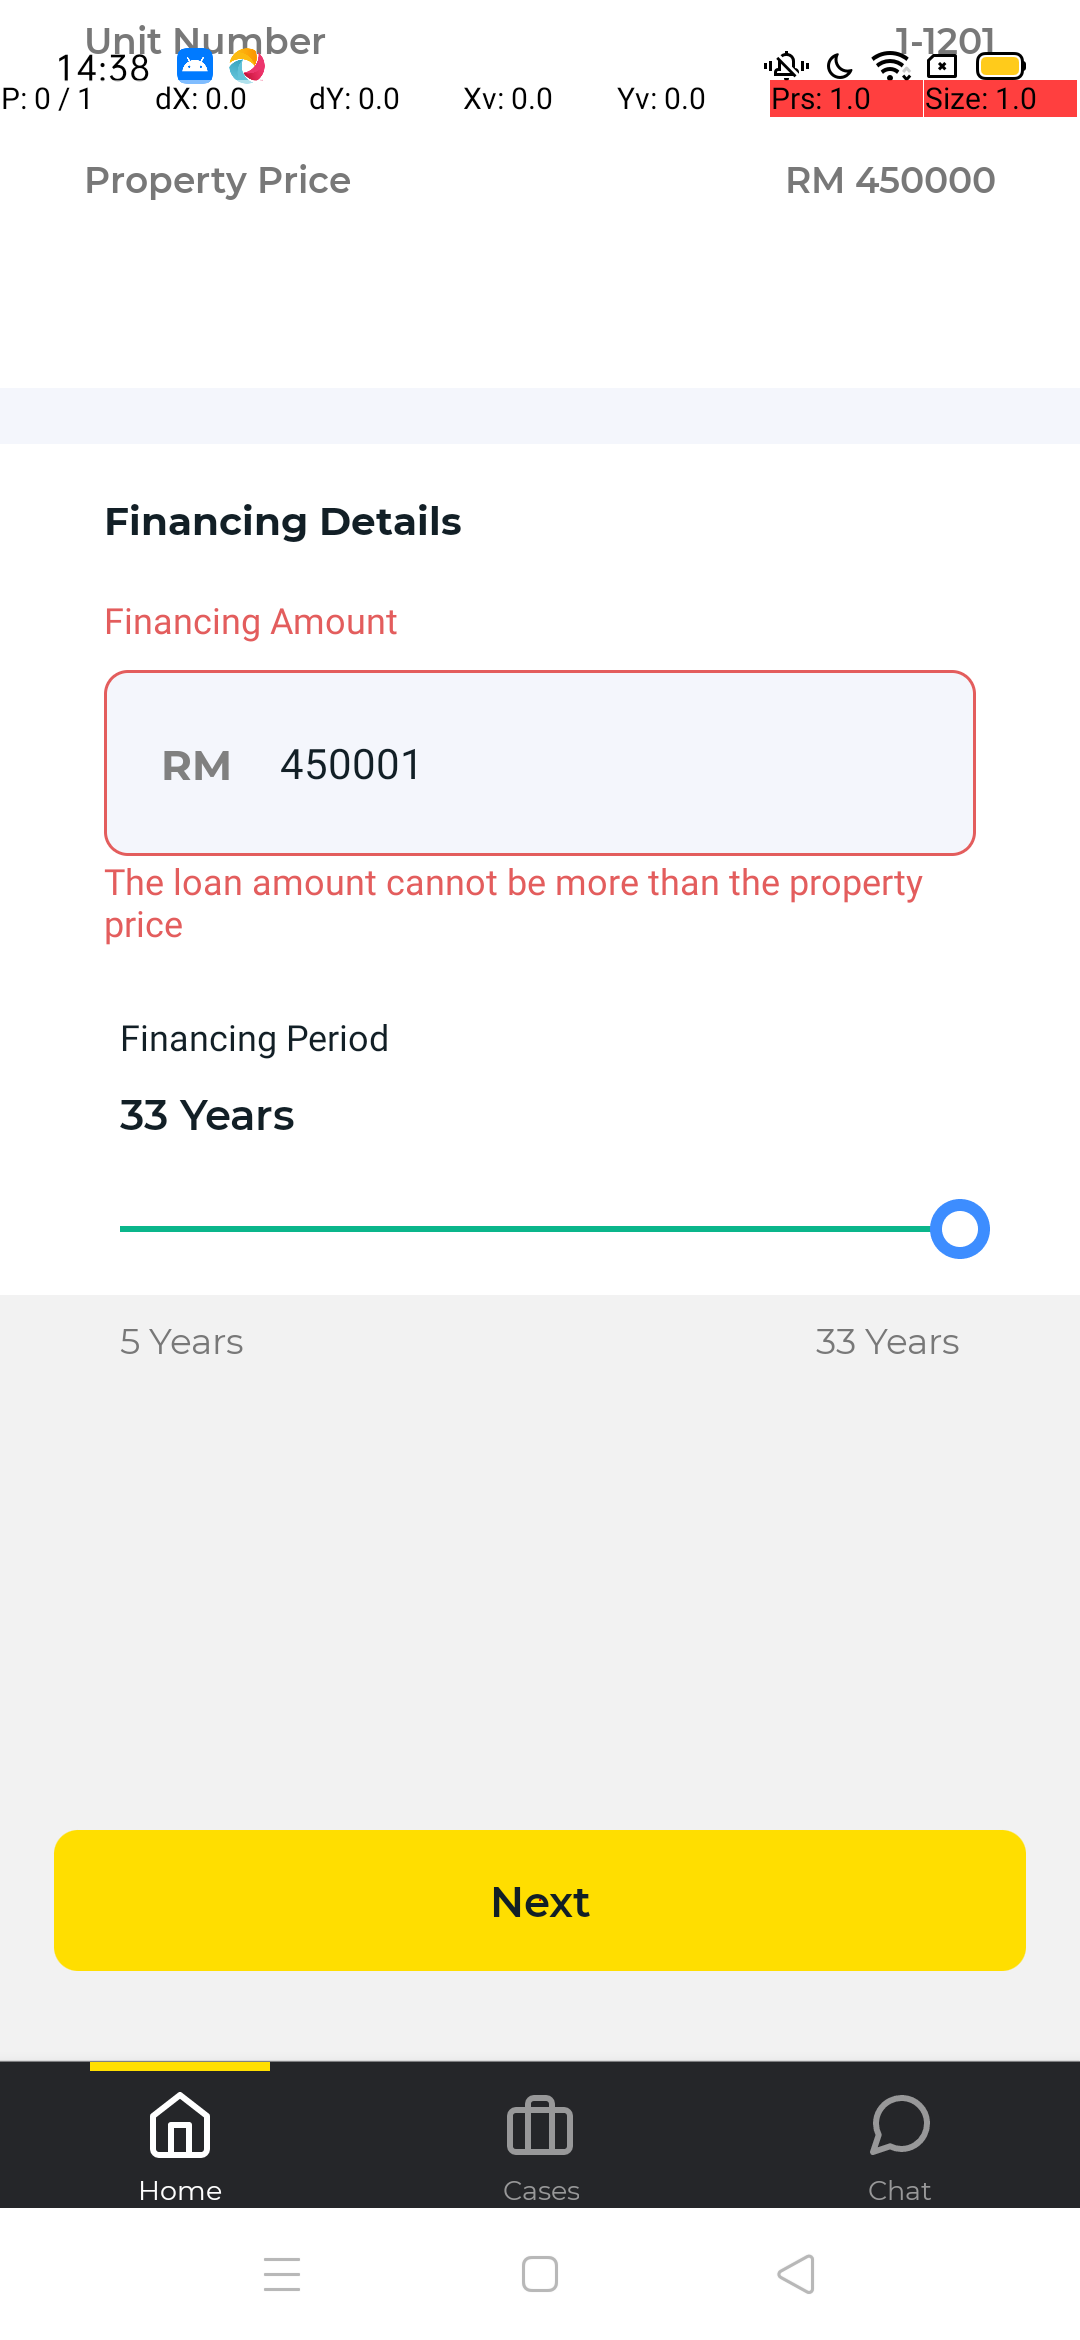 Unit Number 1-1201
14:38
P: 0 / 1 dX: 0.0 dY: 0.0 Xv: 0.0 Yv: 0.0 Prs: 1.0 Size: 1.0
Property Price RM 450000
Financing Details
Financing Amount
RM 450001
The loan amount cannot be more than the property
price
Financing Period
33 Years
5 Years 33 Years
Next
Home Cases Chat